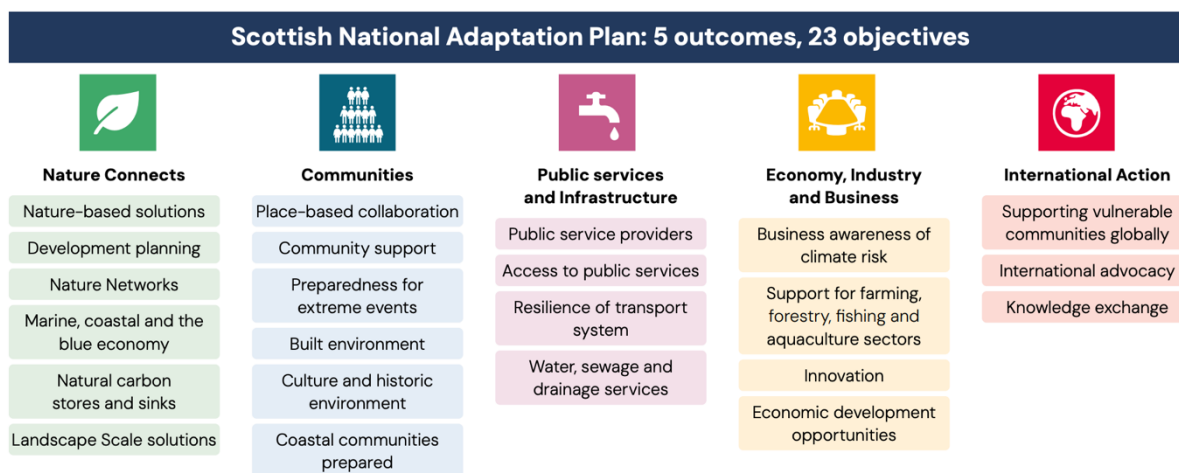 Scottish National Adaptation Plan: 5 outcomes, 23 objectives
Nature Connects
Nature-based solutions
Development planning
Nature Networks
Marine, coastal and the
blue economy
Natural carbon
stores and sinks
Landscape Scale solutions
Communities
Place-based collaboration
Community support
Preparedness for
extreme events
Built environment
Culture and historic
environment
Coastal communities
prepared
Public services
and Infrastructure
Public service providers
Access to public services
Resilience of transport
system
Water, sewage and
drainage services
Economy, Industry
and Business
Business awareness of
climate risk
Support for farming,
forestry, fishing and
aquaculture sectors
Innovation
Economic development
opportunities
International Action
Supporting vulnerable
communities globally
International advocacy
Knowledge exchange